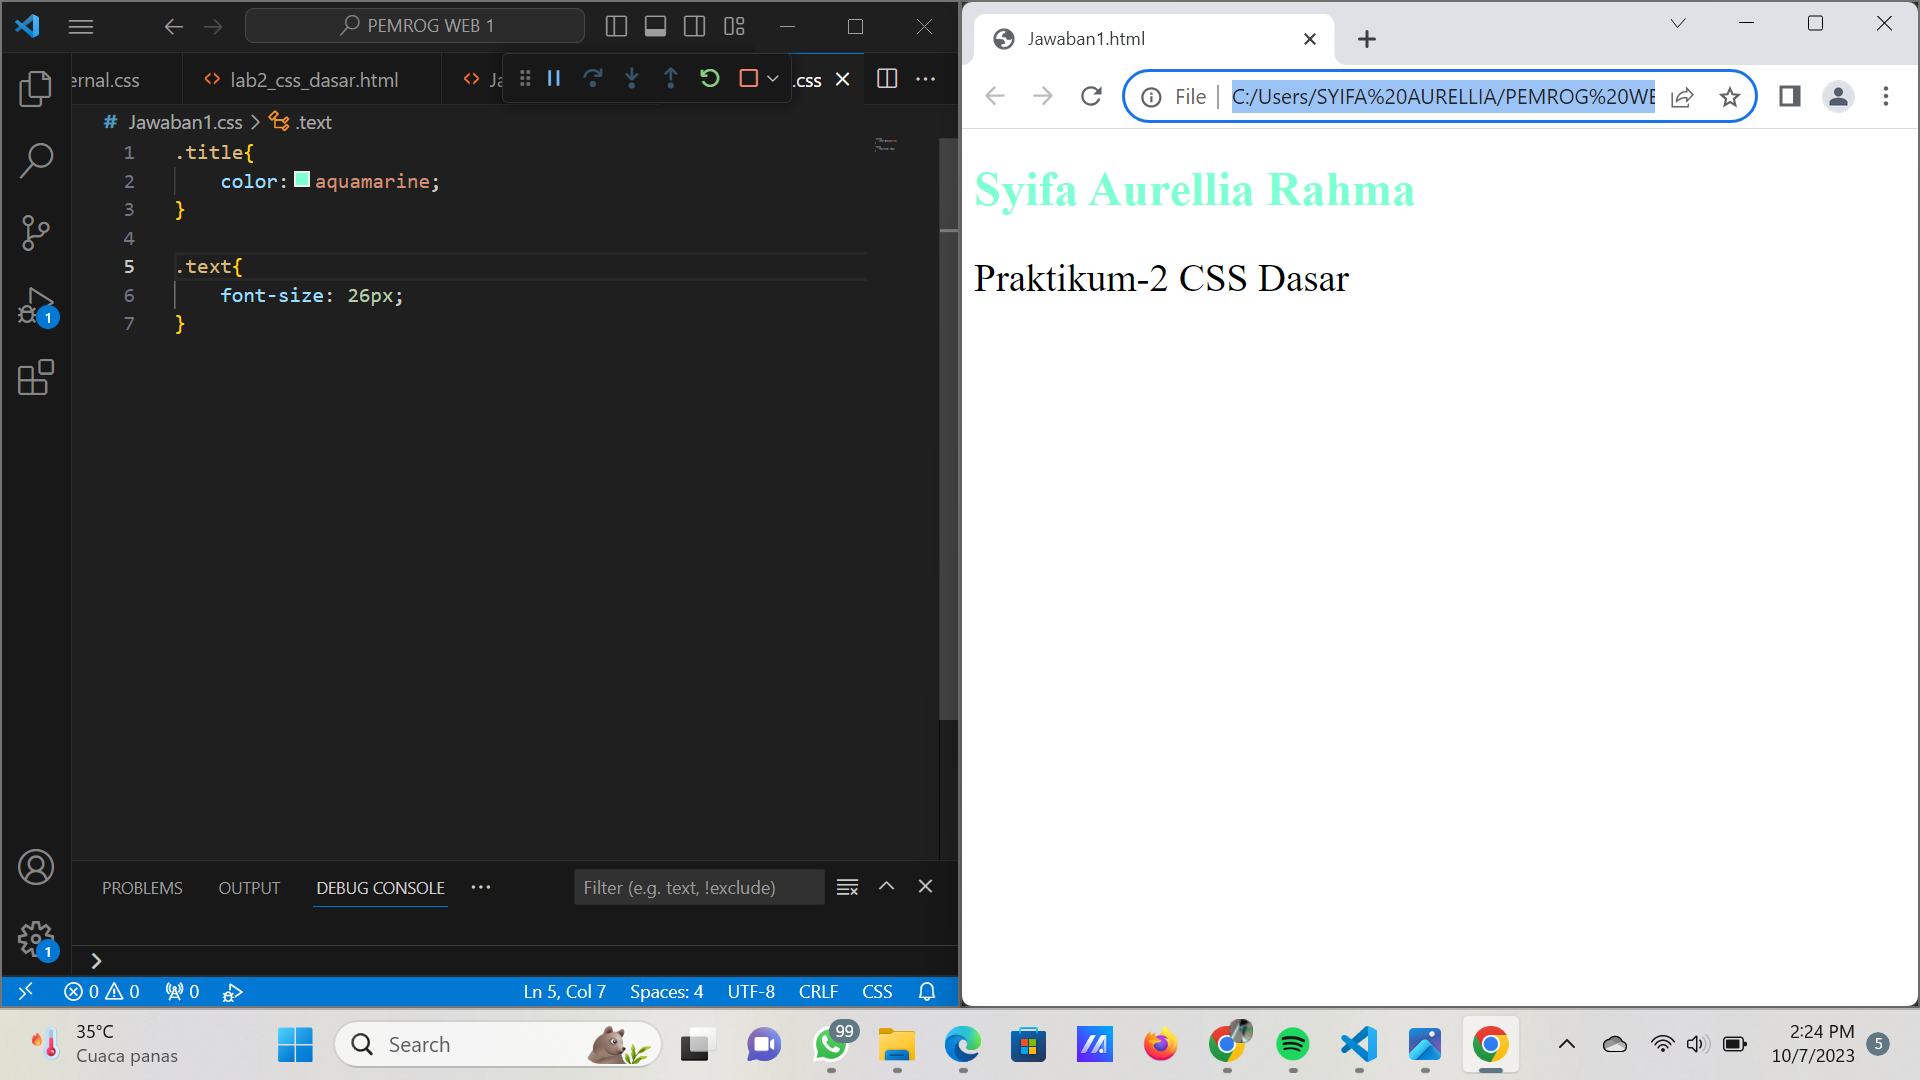 PEMROG WEB 1
ernal.css
lab2_css_dasar.html
Ja
.css
# Jawaban1.css > .text
1 .title{
2 color: aquamarine;
3 }
4
5 .text{
6 font-size: 26px;
7 }
PROBLEMS
OUTPUT
DEBUG CONSOLE
Filter (e.g. text, !exclude)
1
1
0 0 0
Ln 5, Col 7
Spaces: 4
UTF-8
CRLF
CSS
Jawaban1.html
File
C:/Users/SYIFA%20AURELLIA/PEMROG%20WE
Syifa Aurellia Rahma
Praktikum-2 CSS Dasar
35°C
Cuaca panas
Search
99
2:24 PM
10/7/2023
5